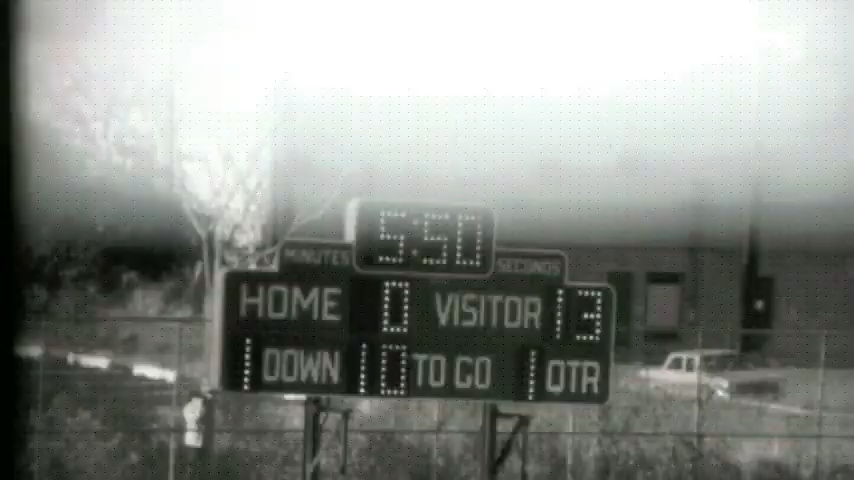 5:50
MINUTES SECONDS
HOME 0 VISITOR 13
1 DOWN 10 TO GO 1 QTR